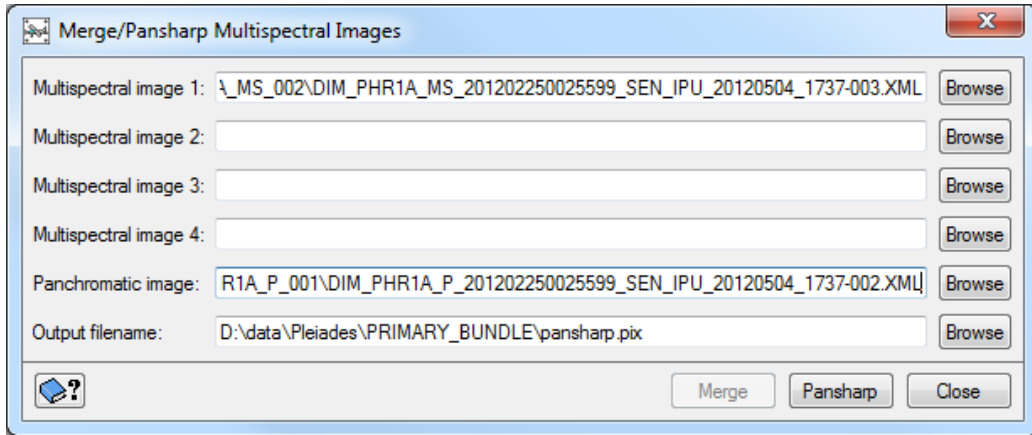 Merge/Pansharp Multispectral Images
Multispectral image 1: A_MS_002\DIM_PHR1A_MS_201202250025599_SEN_IPU_20120504_1737-003.XML Browse
Multispectral image 2: Browse
Multispectral image 3: Browse
Multispectral image 4: Browse
Panchromatic image: R1A_P_001\DIM_PHR1A_P_201202250025599_SEN_IPU_20120504_1737-002.XML Browse
Output filename: D:\data\Pleiades\PRIMARY_BUNDLE\pansharp.pix Browse
? Merge Pansharp Close